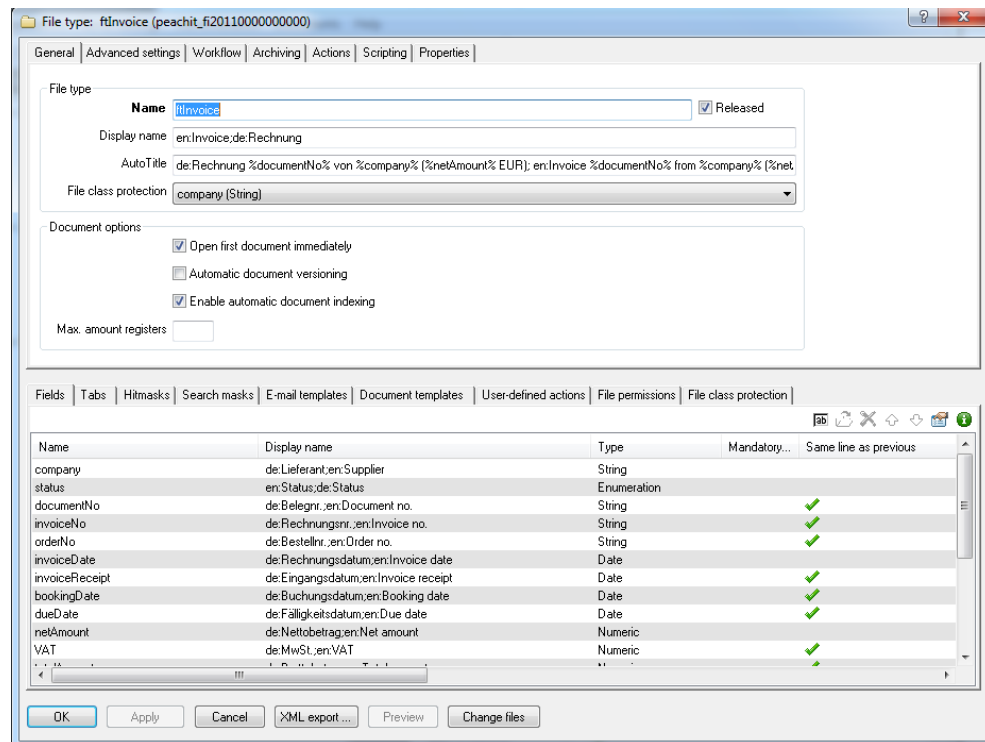 File type: ftInvoice (peachit_fi20110000000000)
General Advanced settings Workflow Archiving Actions Scripting Properties
File type
Name ftInvoice Released
Display name en:Invoice;de:Rechnung
AutoTitle de:Rechnung %documentNo% von %company% (%netAmount% EUR); en:Invoice %documentNo% from %company% (%net
File class protection company (String)
Document options
Open first document immediately
Automatic document versioning
Enable automatic document indexing
Max. amount registers
Fields Tabs Hitmasks Search masks E-mail templates Document templates User-defined actions File permissions File class protection
ab
Name Display name Type Mandatory... Same line as previous
company de:Lieferant;en:Supplier String
status en:Status;de:Status Enumeration
documentNo de:Belegnr.;en:Document no. String
invoiceNo de:Rechnungsnr.;en:Invoice no. String
orderNo de:Bestellnr.;en:Order no. String
invoiceDate de:Rechnungsdatum;en:Invoice date Date
invoiceReceipt de:Eingangsdatum;en:Invoice receipt Date
bookingDate de:Buchungsdatum;en:Booking date Date
dueDate de:Fälligkeitsdatum;en:Due date Date
netAmount de:Nettobetrag;en:Net amount Numeric
VAT de:MwSt.;en:VAT Numeric
OK Apply Cancel XML export ... Preview Change files